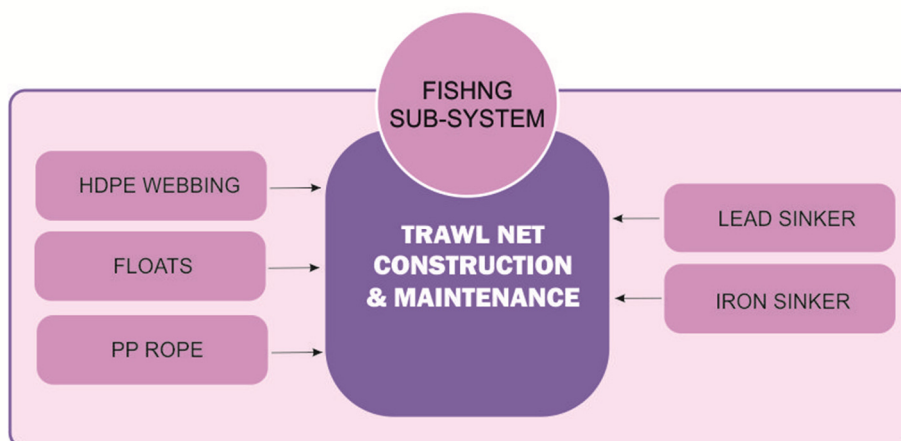 FISHNG
SUB-SYSTEM
HDPE WEBBING
FLOATS
PP ROPE
TRAWL NET
CONSTRUCTION
& MAINTENANCE
LEAD SINKER
IRON SINKER